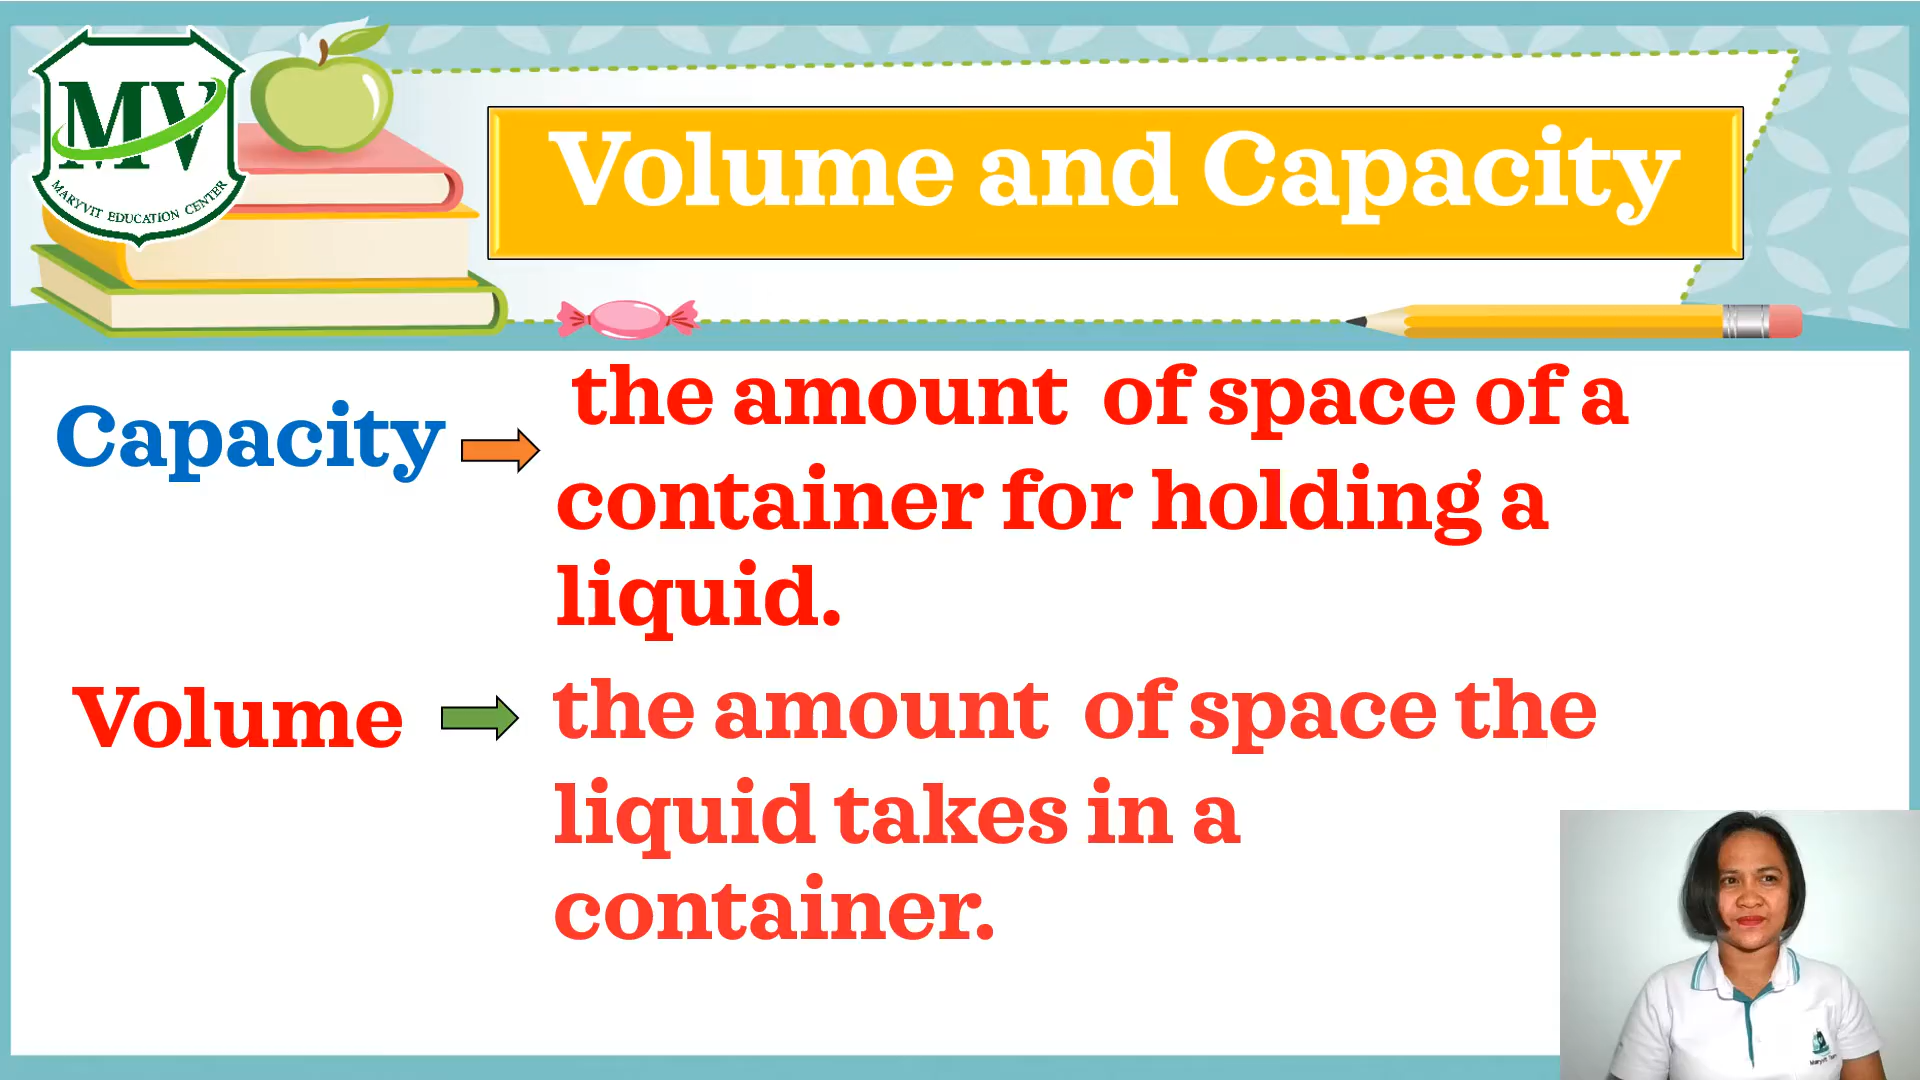 MV
MARYVIT EDUCATION CENTER
Volume and Capacity
Capacity
the amount of space of a
container for holding a
liquid.
Volume
the amount of space the
liquid takes in a
container.